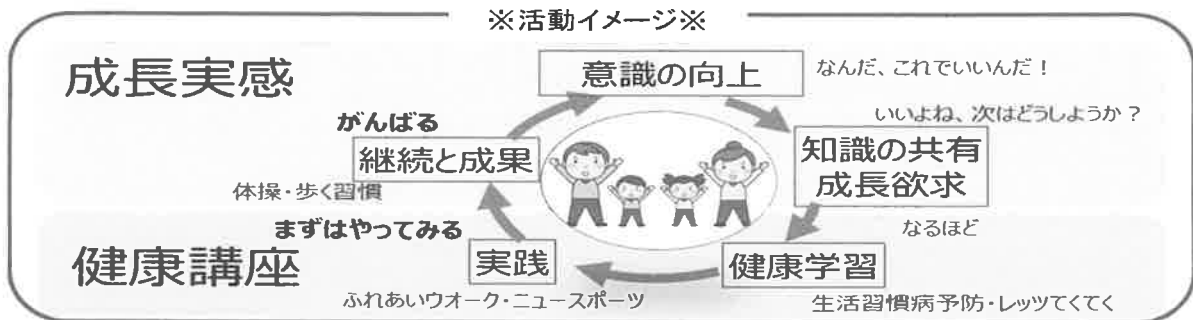 ※活動イメージ※
成長実感
意識の向上
なんだ、これでいいんだ！
いいよね、次はどうしようか？
がんばる
継続と成果
知識の共有
成長欲求
体操・歩く習慣
なるほど
まずはやってみる
健康講座
実践
健康学習
ふれあいウオーク・ニュースポーツ
生活習慣病予防・レッツてくてく